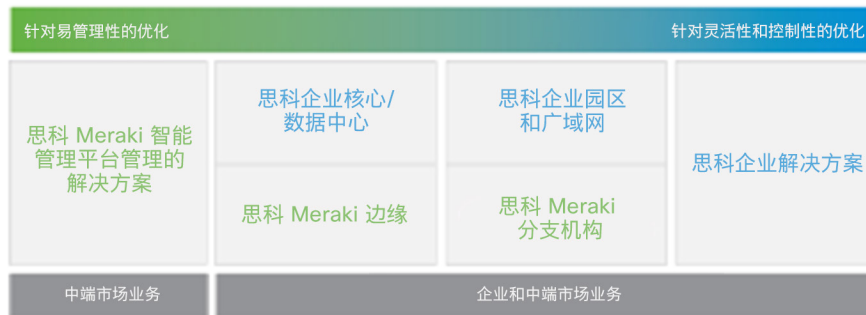 针对易管理性的优化
针对灵活性和控制性的优化
思科 Meraki 智能
管理平台管理的
解决方案
思科企业核心/
数据中心
思科 Meraki 边缘
思科企业园区
和广域网
思科 Meraki
分支机构
思科企业解决方案
中端市场业务
企业和中端市场业务